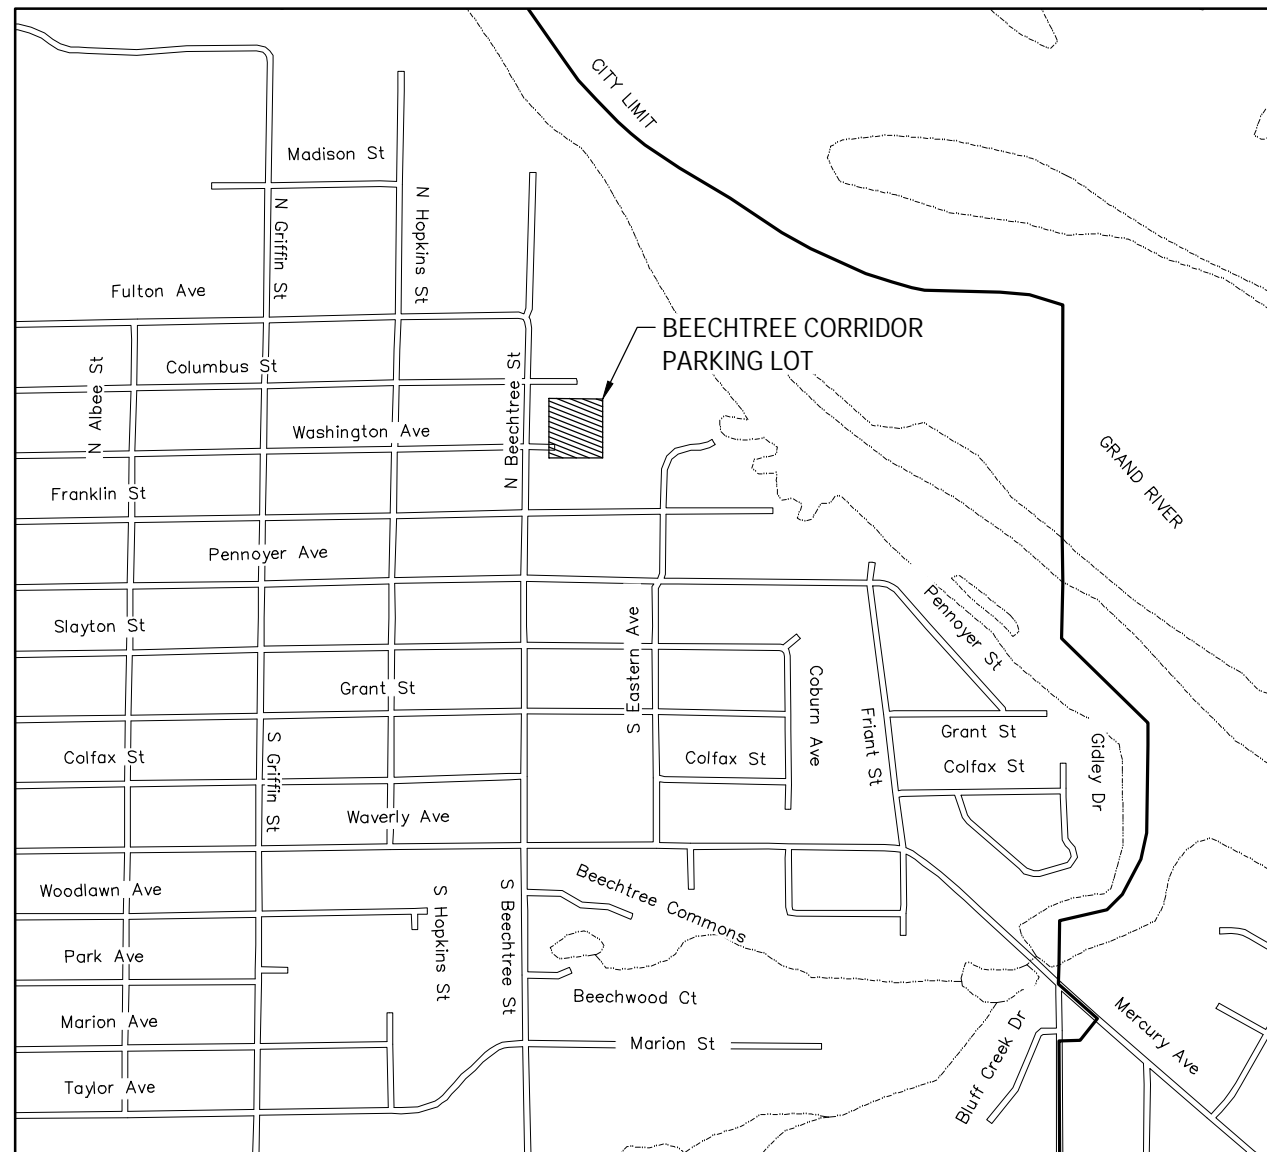 CITY LIMIT
Madison St
N Griffin St
N Hopkins St
Fulton Ave
BEECHTREE CORRIDOR
PARKING LOT
N Albee St
Columbus St
N Beechtree St
Washington Ave
GRAND RIVER
Franklin St
Pennoyer Ave
Pennoyer St
Slayton St
S Eastern Ave
Grant St
Coburn Ave
Friant St
Grant St
Gidley Dr
S Griffin St
Colfax St
Colfax St
Colfax St
Waverly Ave
Woodlawn Ave
S Hopkins St
S Beechtree St
Beechtree Commons
Park Ave
Beechwood Ct
Marion Ave
Marion St
Bluff Creek Dr
Mercury Ave
Taylor Ave